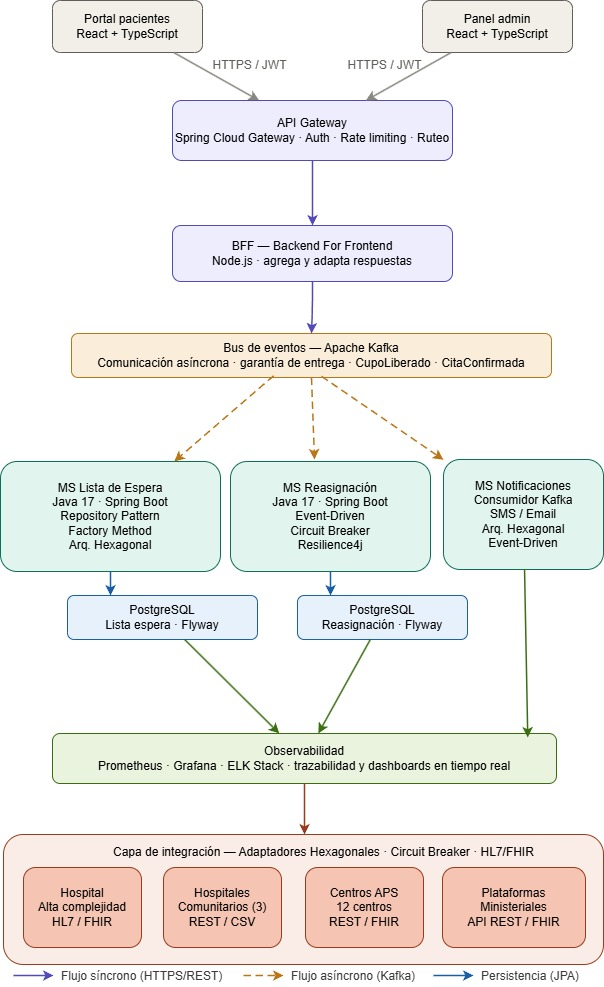 Portal pacientes
React + TypeScript
Panel admin
React + TypeScript
HTTPS / JWT
HTTPS / JWT
API Gateway
Spring Cloud Gateway · Auth · Rate limiting · Ruteo
BFF — Backend For Frontend
Node.js · agrega y adapta respuestas
Bus de eventos — Apache Kafka
Comunicación asíncrona · garantía de entrega · CupoLiberado · CitaConfirmada
MS Lista de Espera
Java 17 · Spring Boot
Repository Pattern
Factory Method
Arq. Hexagonal
MS Reasignación
Java 17 · Spring Boot
Event-Driven
Circuit Breaker
Resilience4j
MS Notificaciones
Consumidor Kafka
SMS / Email
Arq. Hexagonal
Event-Driven
PostgreSQL
Lista espera · Flyway
PostgreSQL
Reasignación · Flyway
Observabilidad
Prometheus · Grafana · ELK Stack · trazabilidad y dashboards en tiempo real
Capa de integración — Adaptadores Hexagonales · Circuit Breaker · HL7/FHIR
Hospital
Alta complejidad
HL7 / FHIR
Hospitales
Comunitarios (3)
REST / CSV
Centros APS
12 centros
REST / FHIR
Plataformas
Ministeriales
API REST / FHIR
Flujo síncrono (HTTPS/REST)
Flujo asíncrono (Kafka)
Persistencia (JPA)